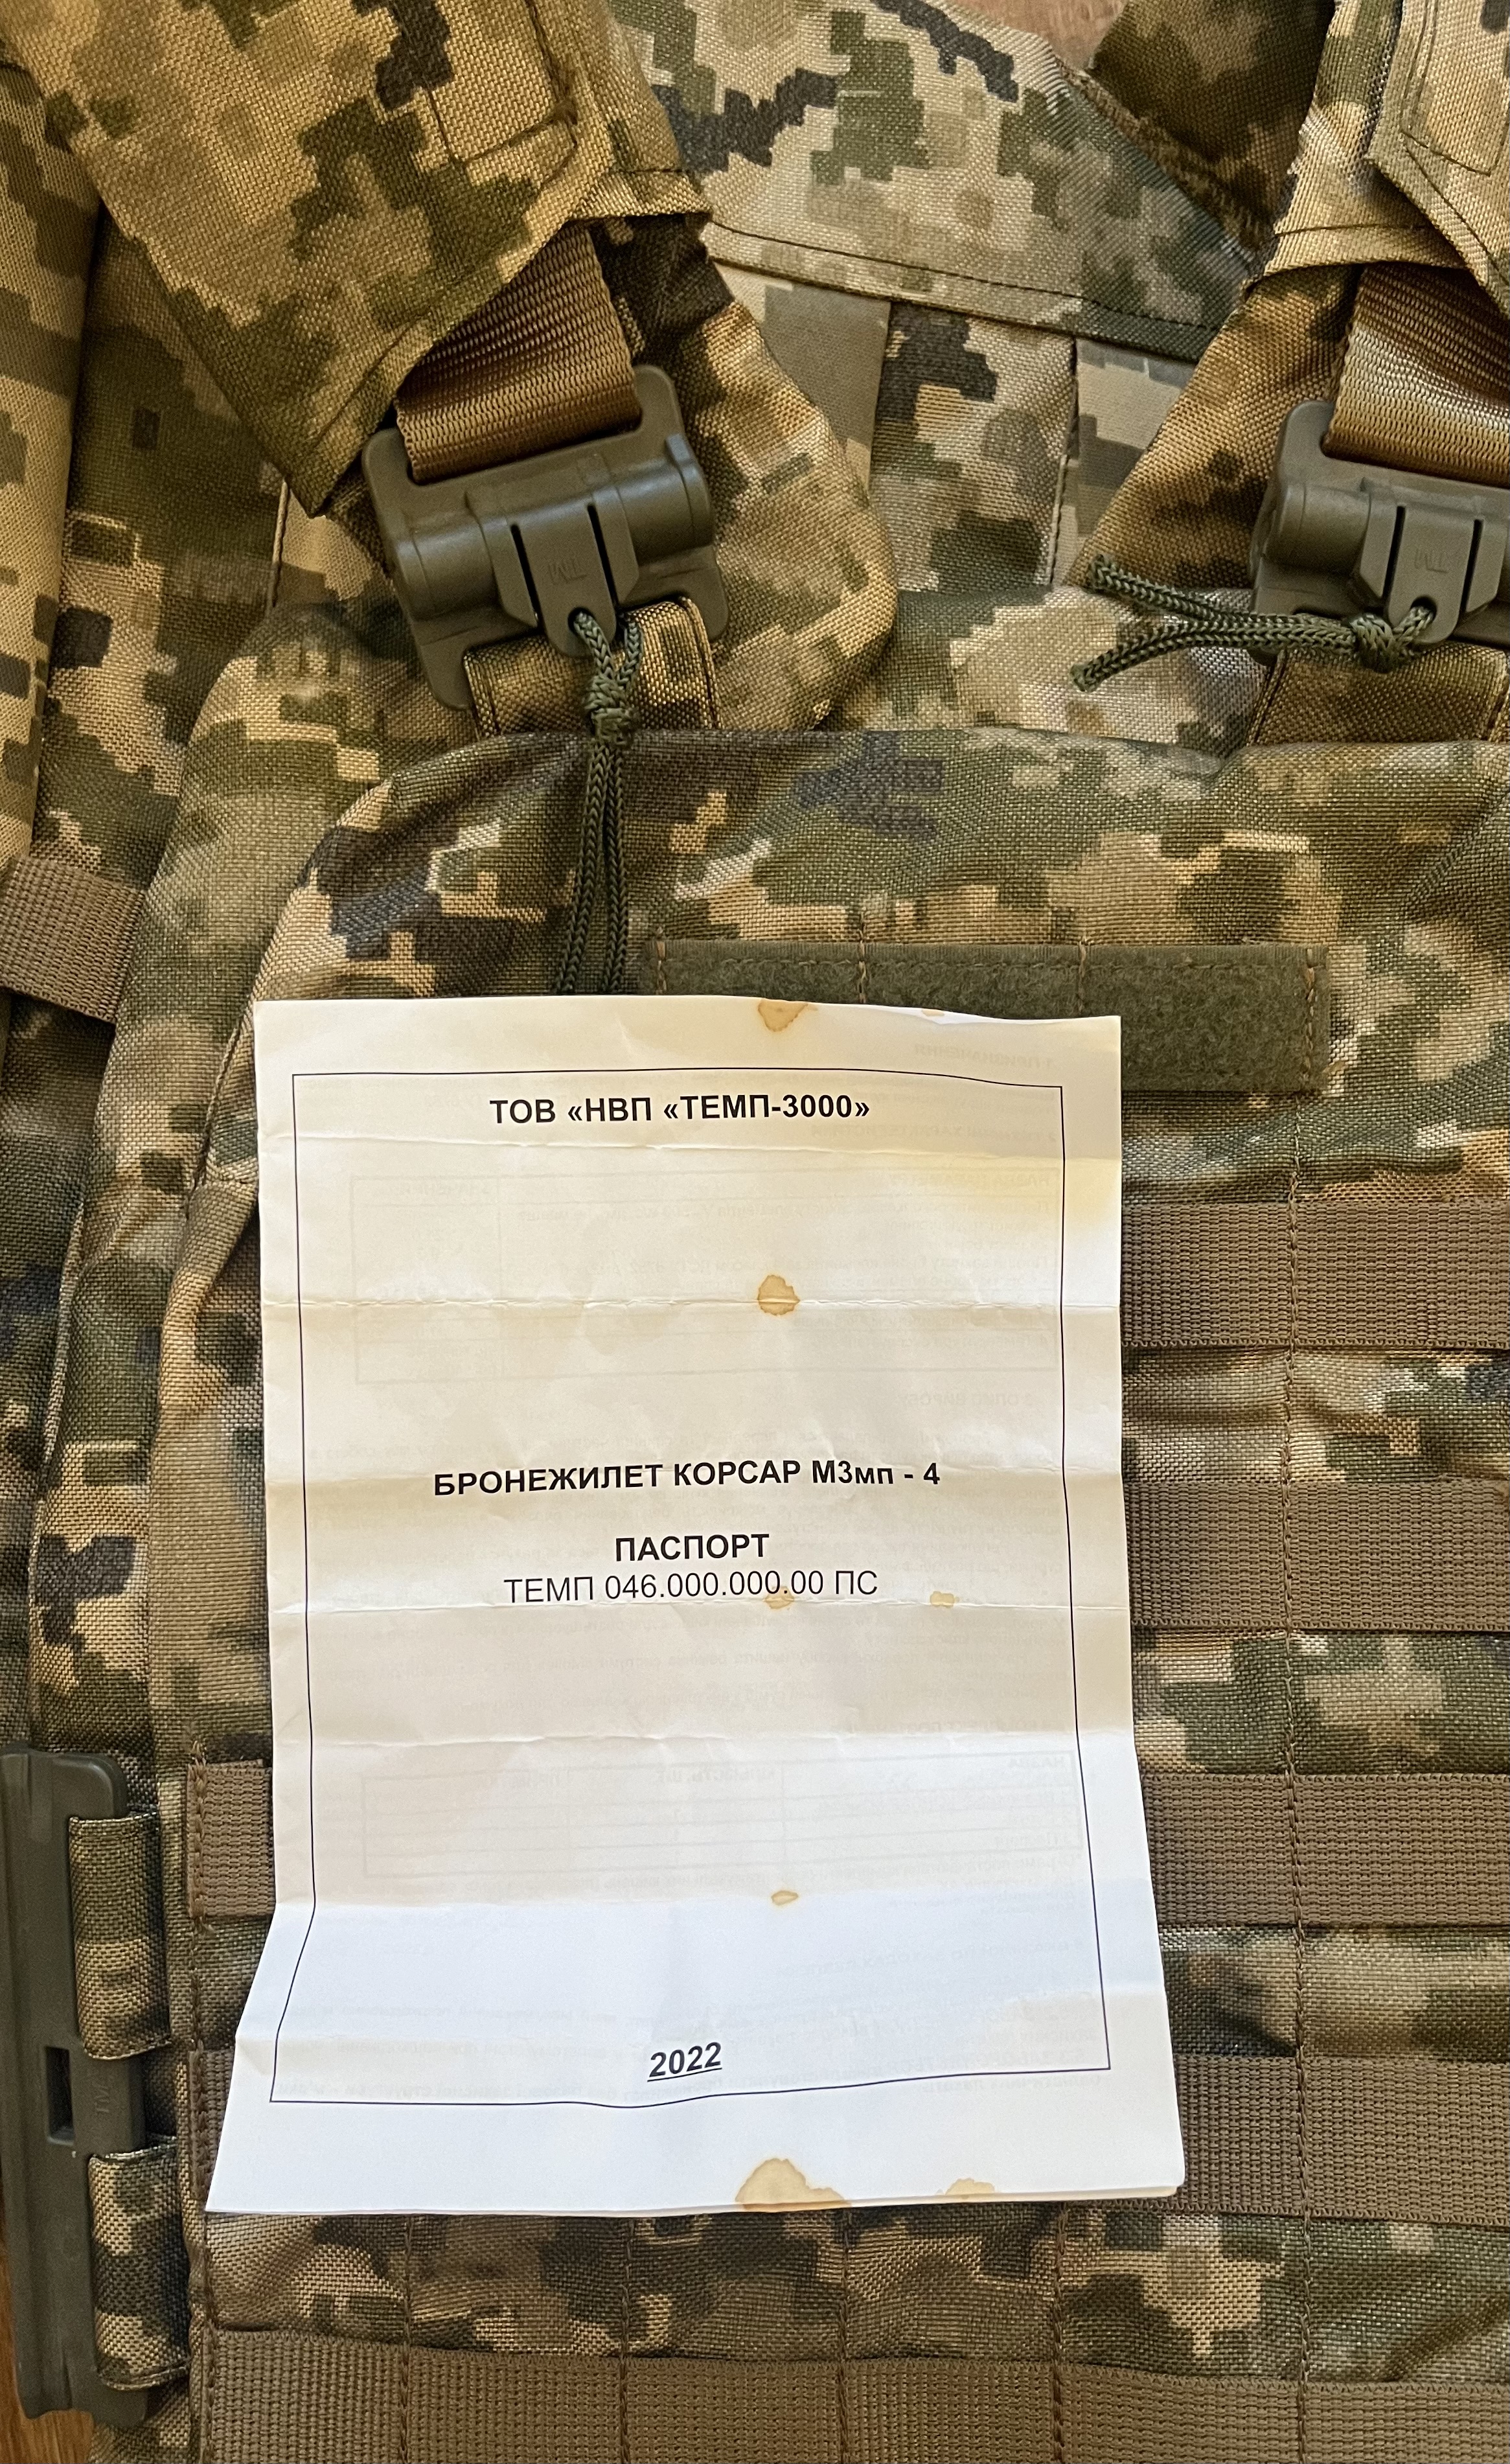 ТОВ «НВП «ТЕМП-3000»
БРОНЕЖИЛЕТ КОРСАР М3мп - 4
ПАСПОРТ
ТЕМП 046.000.000.00 ПС
2022